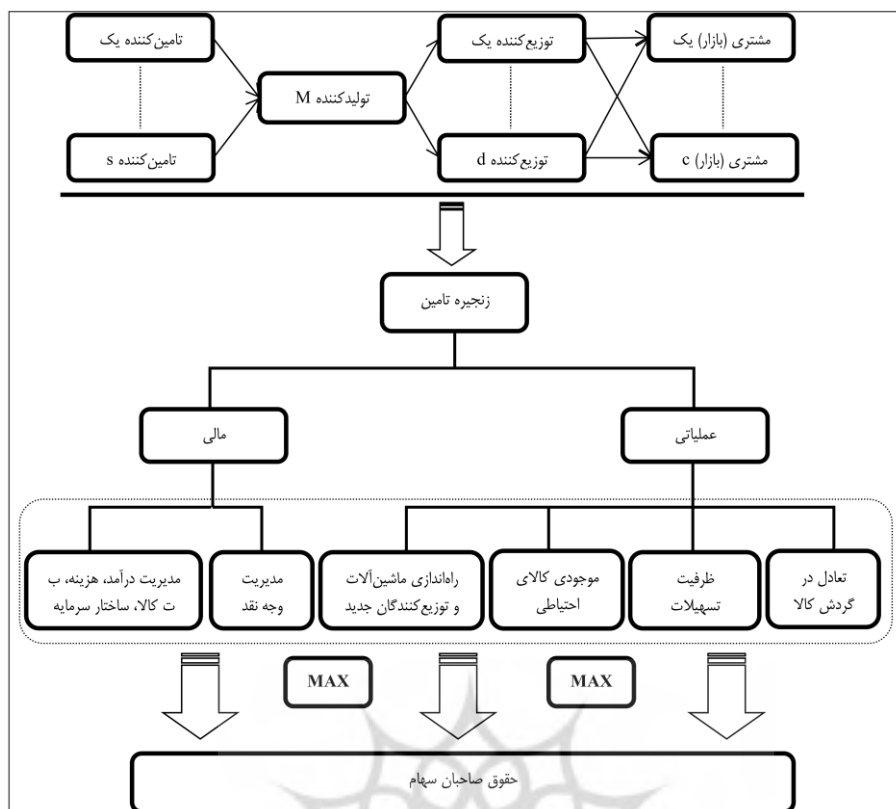 تامین‌کننده یک
توزیع‌کننده یک
مشتری (بازار) یک
تولیدکننده M
تامین‌کننده s
توزیع‌کننده d
مشتری (بازار) c
زنجیره تامین
عملیاتی
مالی
تعادل در
گردش کالا
ظرفیت
تسهیلات
موجودی کالای
احتیاطی
راه‌اندازی ماشین‌آلات
و توزیع‌کنندگان جدید
مدیریت
وجه نقد
مدیریت درآمد، هزینه، ب
ت کالا، ساختار سرمایه
MAX
MAX
حقوق صاحبان سهام